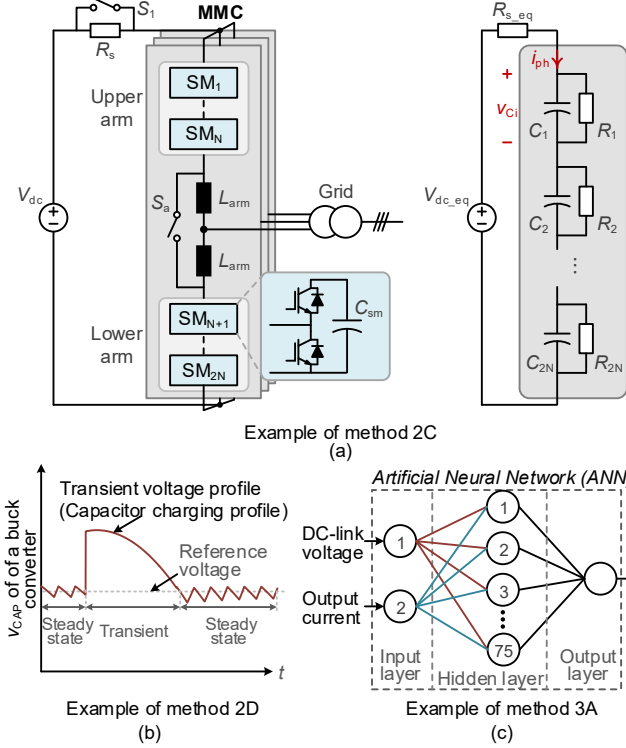 S1
Rs
MMC
Upper
arm
SM1
SMN
Sa
Larm
Larm
Grid
Vdc
Lower
arm
SMN+1
SM2N
Csm
Rs_eq
iph
+
vCi
−
C1
R1
C2
R2
Vdc_eq
⋮
C2N
R2N
Example of method 2C
(a)
vCAP of of a buck
converter
Transient voltage profile
(Capacitor charging profile)
Reference
voltage
Steady
state
Transient
Steady
state
t
Example of method 2D
(b)
Artificial Neural Network (ANN
DC-link
voltage
Output
current
1
2
1
2
3
75
Input
layer
Hidden layer
Output
layer
Example of method 3A
(c)